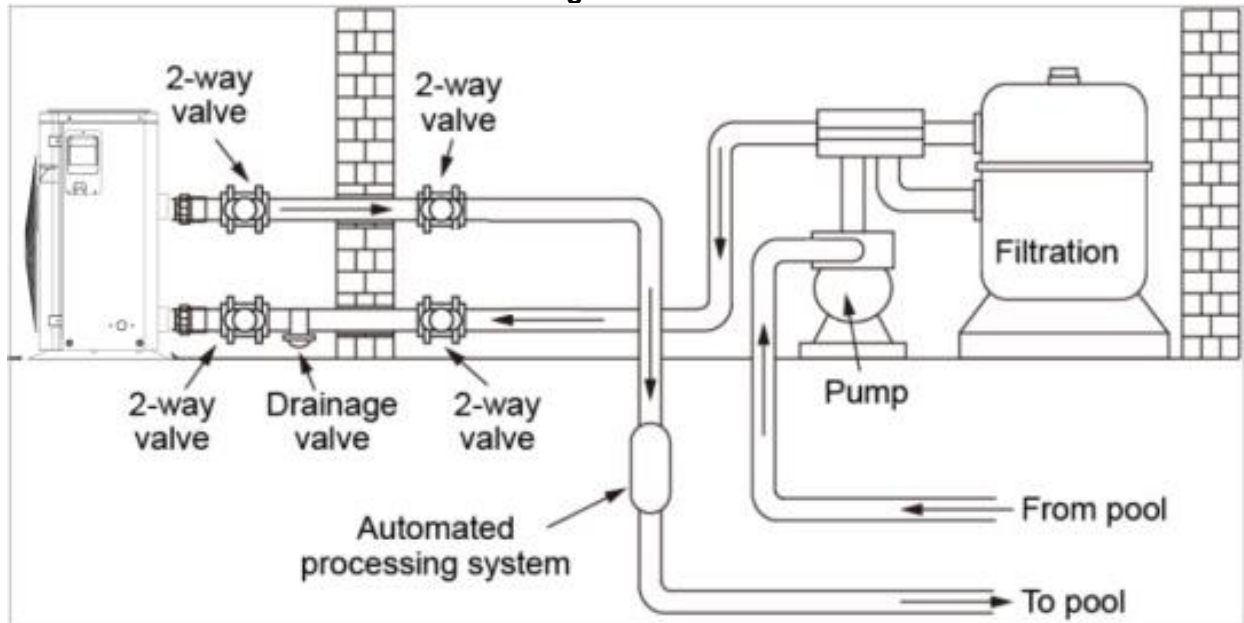 2-way
valve
2-way
valve
Filtration
2-way
valve
Drainage
valve
2-way
valve
Pump
Automated
processing system
From pool
To pool